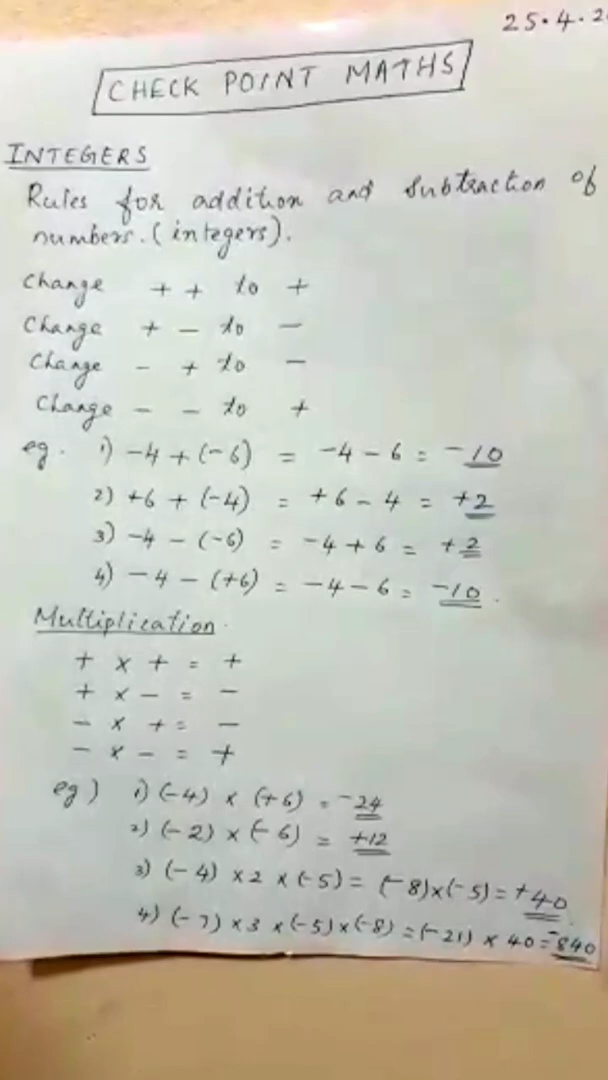 25.4.2
CHECK POINT MATHS
INTEGERS
Rules for addition and subtraction of
numbers. (integers).
Change + + to +
Change + - to -
Change - + to -
Change - - to +
eg. 1) -4 + (-6) = -4 - 6 = -10
2) +6 + (-4) = +6 - 4 = +2
3) -4 - (-6) = -4 + 6 = +2
4) -4 - (+6) = -4 - 6 = -10.
Multiplication.
+ x + = +
+ x - = -
- x + = -
- x - = +
eg) 1) (-4) x (+6) = -24
2) (-2) x (-6) = +12
3) (-4) x 2 x (-5) = (-8)x(-5) = +40
4) (-7) x 3 x (-5) x (-8) = (-21) x 40 = -840